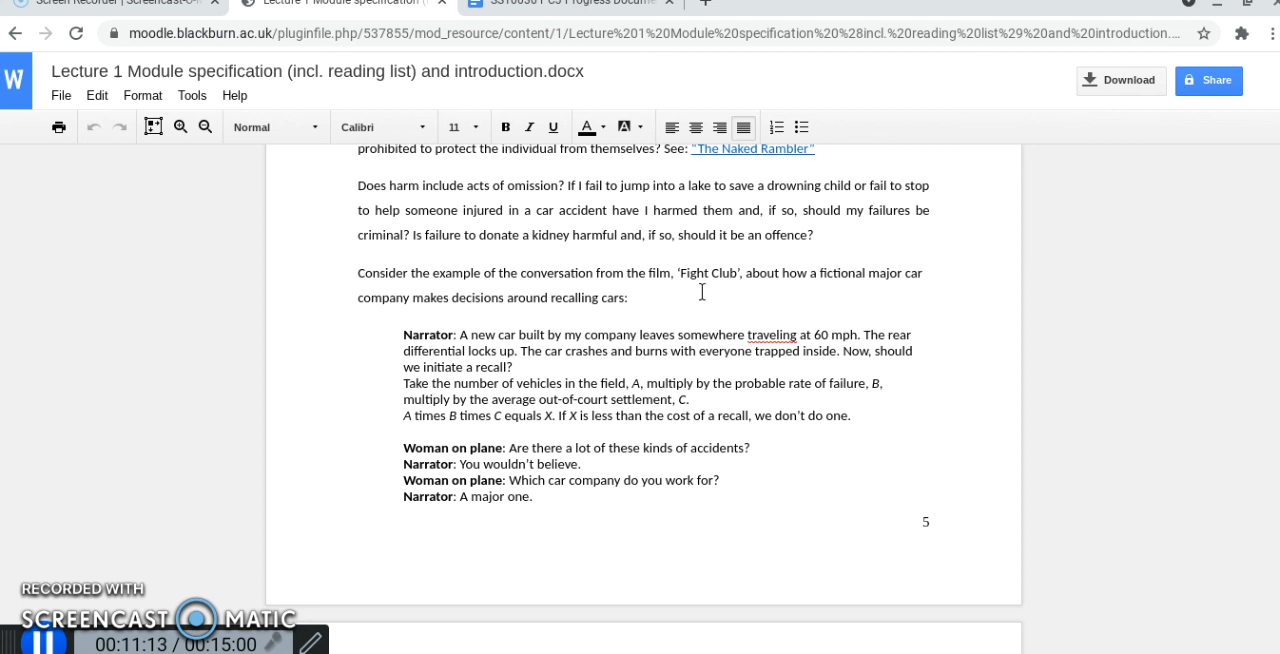 Screen Recorder | Screencast-O-M
Lecture 1 Module specification (
SS10636 PCJ Progress Docume
moodle.blackburn.ac.uk/pluginfile.php/537855/mod_resource/content/1/Lecture%201%20Module%20specification%20%28incl.%20reading%20list%29%20and%20introduction....
W
Lecture 1 Module specification (incl. reading list) and introduction.docx
Download
Share
File Edit Format Tools Help
Normal Calibri 11 B I U A A
prohibited to protect the individual from themselves? See: “The Naked Rambler”
Does harm include acts of omission? If I fail to jump into a lake to save a drowning child or fail to stop
to help someone injured in a car accident have I harmed them and, if so, should my failures be
criminal? Is failure to donate a kidney harmful and, if so, should it be an offence?
Consider the example of the conversation from the film, ‘Fight Club’, about how a fictional major car
company makes decisions around recalling cars:
Narrator: A new car built by my company leaves somewhere traveling at 60 mph. The rear
differential locks up. The car crashes and burns with everyone trapped inside. Now, should
we initiate a recall?
Take the number of vehicles in the field, A, multiply by the probable rate of failure, B,
multiply by the average out-of-court settlement, C.
A times B times C equals X. If X is less than the cost of a recall, we don’t do one.
Woman on plane: Are there a lot of these kinds of accidents?
Narrator: You wouldn’t believe.
Woman on plane: Which car company do you work for?
Narrator: A major one.
5
RECORDED WITH
SCREENCAST MATIC
00:11:13 / 00:15:00